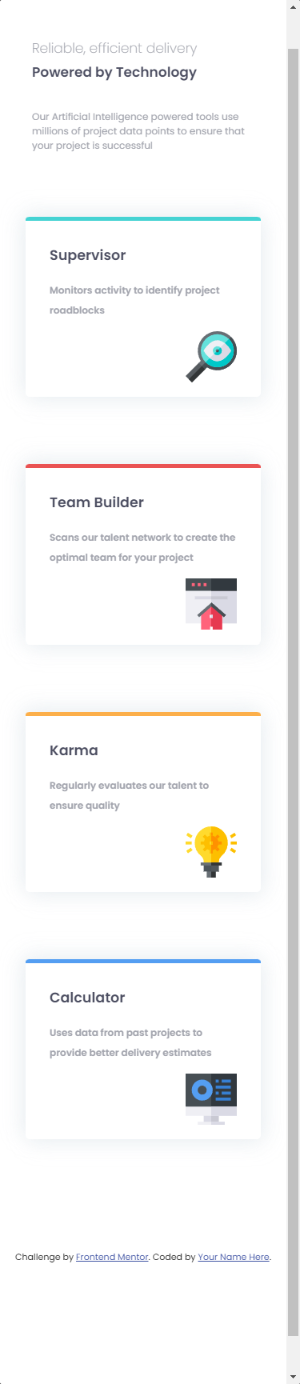 Reliable, efficient delivery
Powered by Technology
Our Artificial Intelligence powered tools use
millions of project data points to ensure that
your project is successful
Supervisor
Monitors activity to identify project
roadblocks
Team Builder
Scans our talent network to create the
optimal team for your project
Karma
Regularly evaluates our talent to
ensure quality
Calculator
Uses data from past projects to
provide better delivery estimates
Challenge by Frontend Mentor. Coded by Your Name Here.